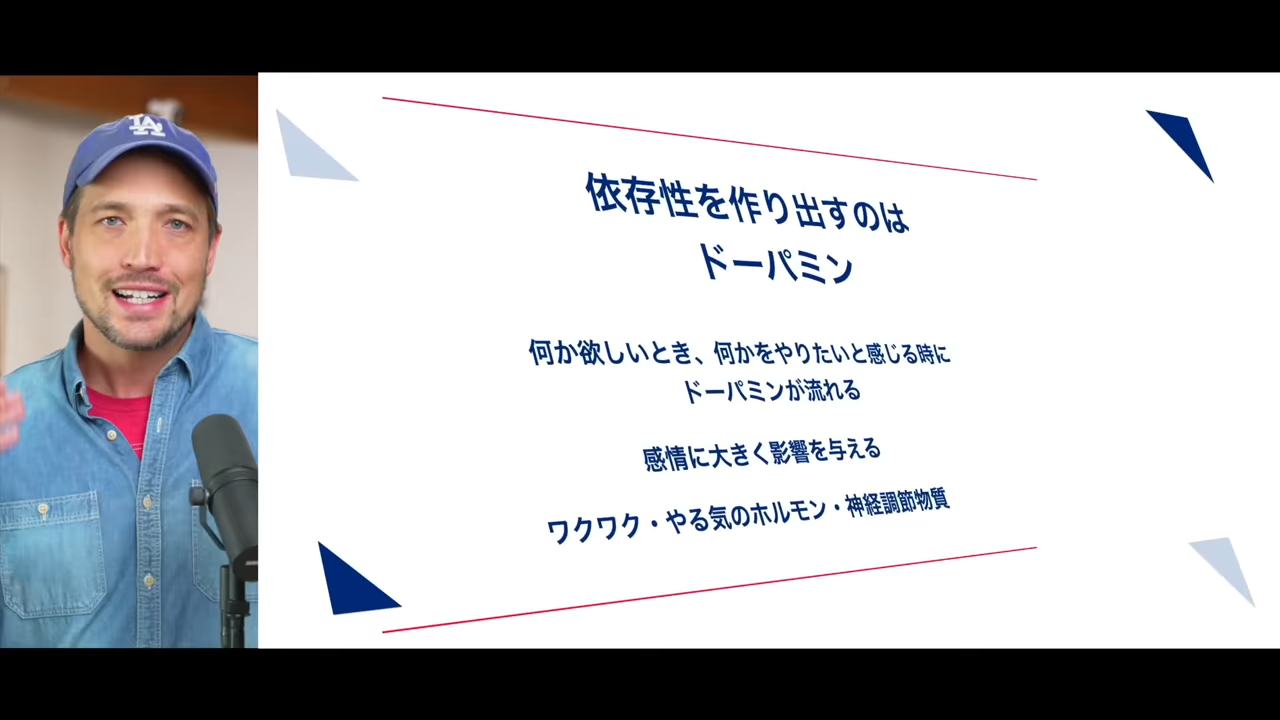 LA
依存性を作り出すのは
ドーパミン
何か欲しいとき、何かをやりたいと感じる時に
ドーパミンが流れる
感情に大きく影響を与える
ワクワク・やる気のホルモン・神経調節物質